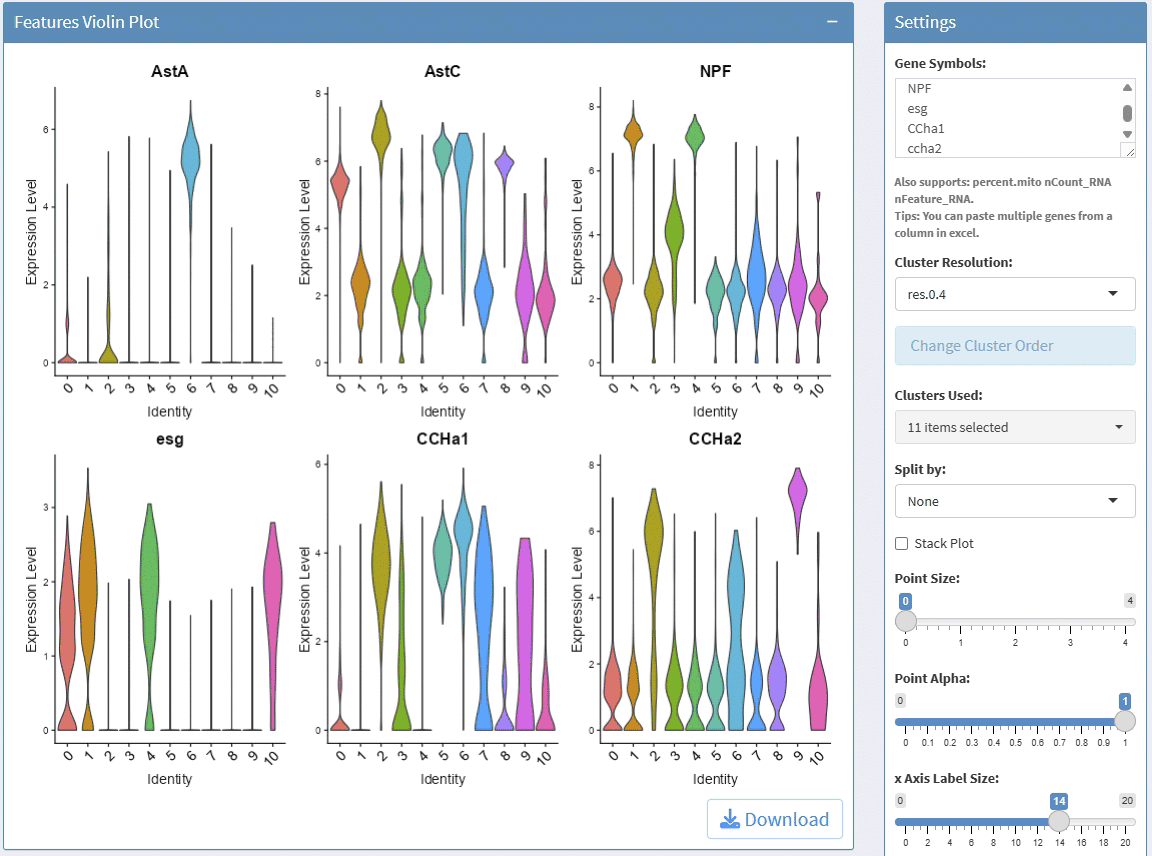 Features Violin Plot
AstA
AstC
NPF
Expression Level
6
4
2
0
0 1 2 3 4 5 6 7 8 9 10
Identity
Expression Level
8
6
4
2
0
0 1 2 3 4 5 6 7 8 9 10
Identity
Expression Level
8
6
4
2
0
0 1 2 3 4 5 6 7 8 9 10
Identity
esg
CCHa1
CCHa2
Expression Level
3
2
1
0
0 1 2 3 4 5 6 7 8 9 10
Identity
Expression Level
6
4
2
0
0 1 2 3 4 5 6 7 8 9 10
Identity
Expression Level
8
6
4
2
0
0 1 2 3 4 5 6 7 8 9 10
Identity
Download
Settings
Gene Symbols:
NPF
esg
CCha1
ccha2
Also supports: percent.mito nCount_RNA
nFeature_RNA.
Tips: You can paste multiple genes from a
column in excel.
Cluster Resolution:
res.0.4
Change Cluster Order
Clusters Used:
11 items selected
Split by:
None
Stack Plot
Point Size:
0 4
0 1 2 3 4
Point Alpha:
0 1
0 0.1 0.2 0.3 0.4 0.5 0.6 0.7 0.8 0.9 1
x Axis Label Size:
0 14 20
0 2 4 6 8 10 12 14 16 18 20